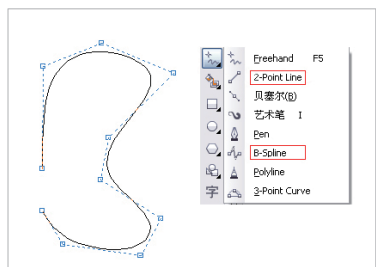 Freehand F5
2-Point Line
贝塞尔(B)
艺术笔 I
Pen
B-Spline
Polyline
3-Point Curve
字